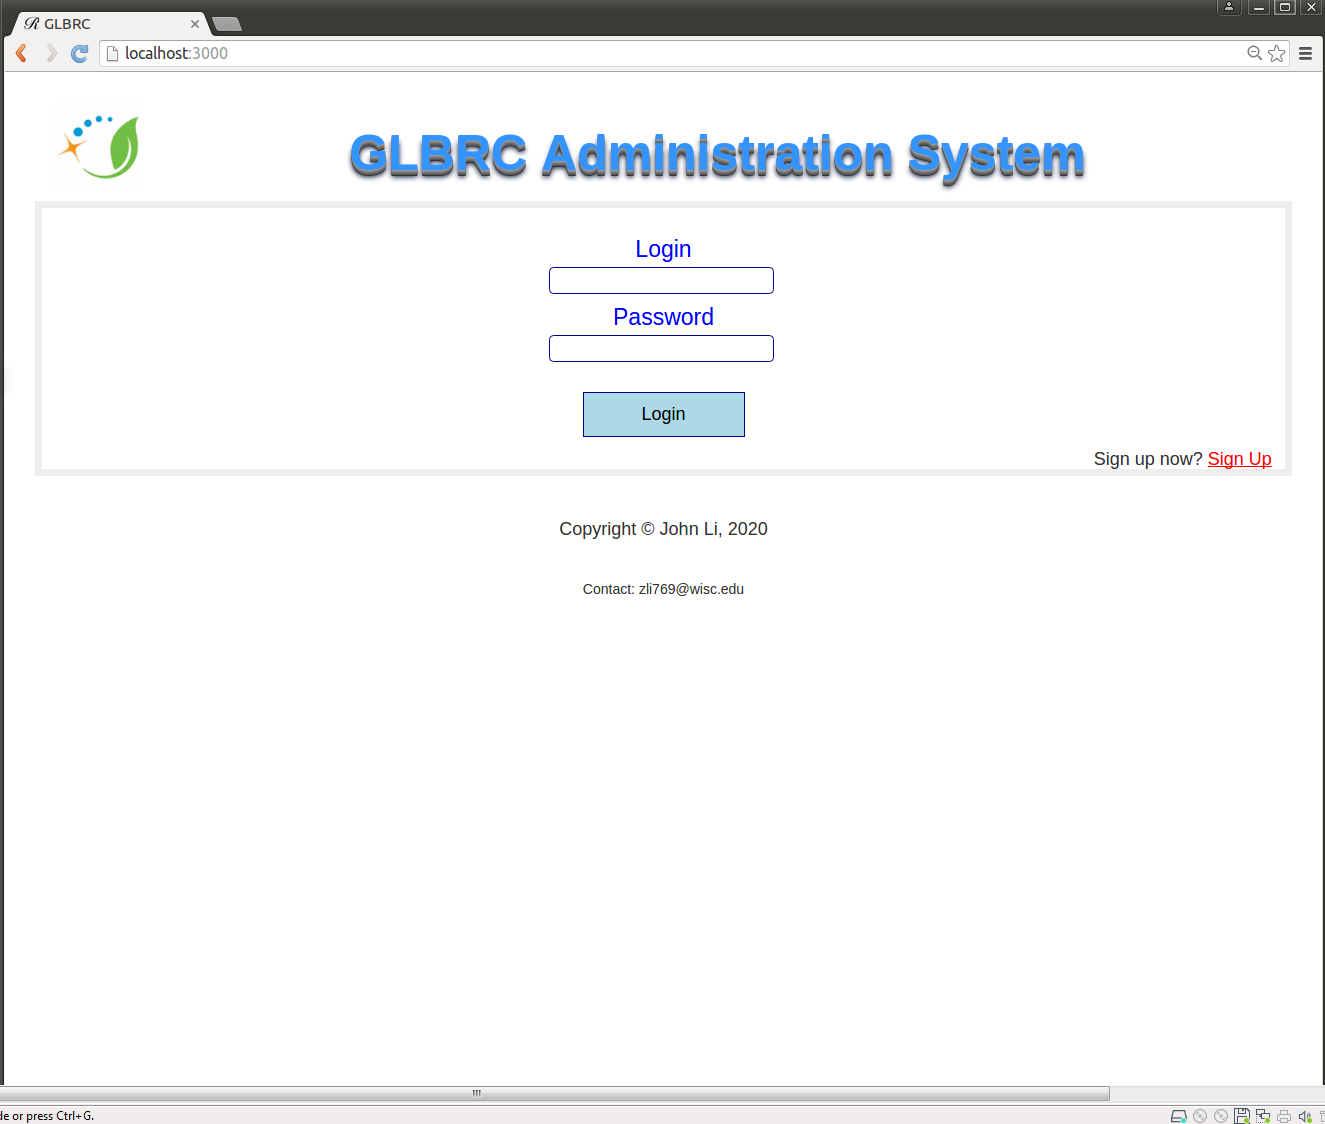 ℛ GLBRC
localhost:3000
GLBRC Administration System
Login
Password
Login
Sign up now? Sign Up
Copyright © John Li, 2020
Contact: zli769@wisc.edu
or press Ctrl+G.